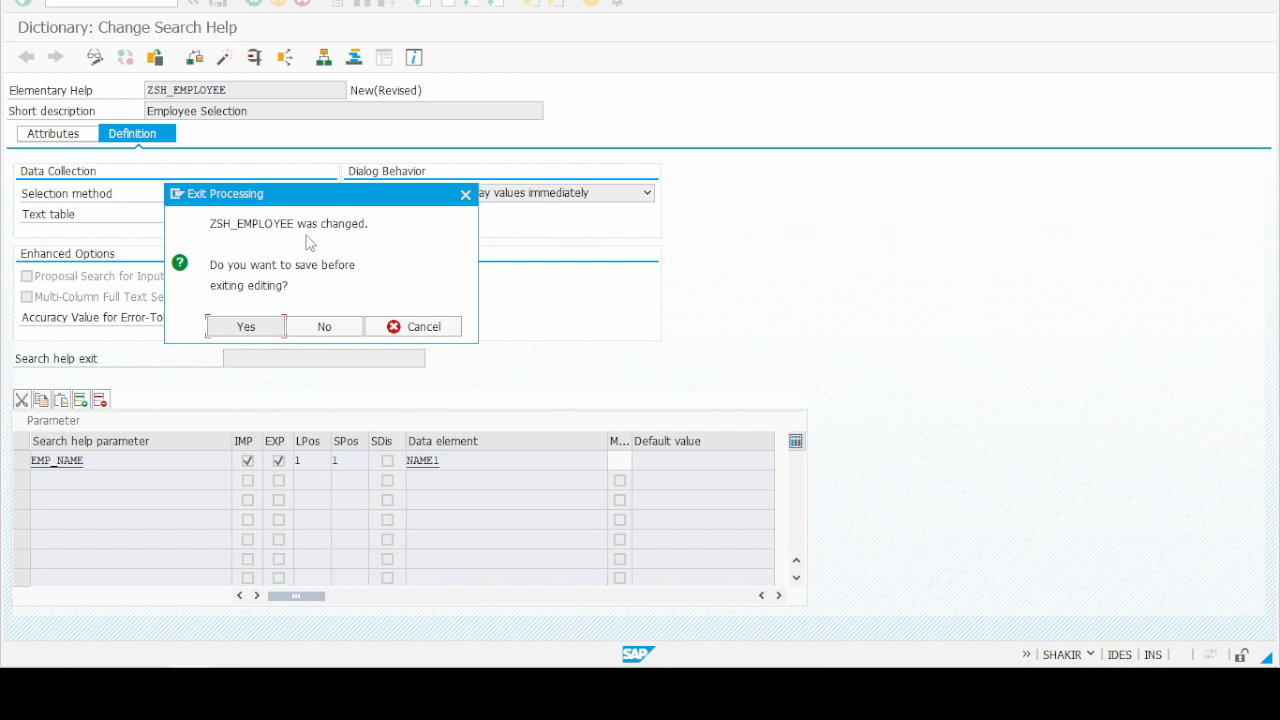 Dictionary: Change Search Help
Elementary Help ZSH_EMPLOYEE New(Revised)
Short description Employee Selection
Attributes Definition
Data Collection Dialog Behavior
Selection method ay values immediately
Text table
Exit Processing
ZSH_EMPLOYEE was changed.
Do you want to save before
exiting editing?
Yes No Cancel
Enhanced Options
Proposal Search for Input
Multi-Column Full Text Se
Accuracy Value for Error-To
Search help exit
Parameter
Search help parameter IMP EXP LPos SPos SDis Data element M... Default value
EMP_NAME 1 1 NAME1
SAP
SHAKIR IDES INS